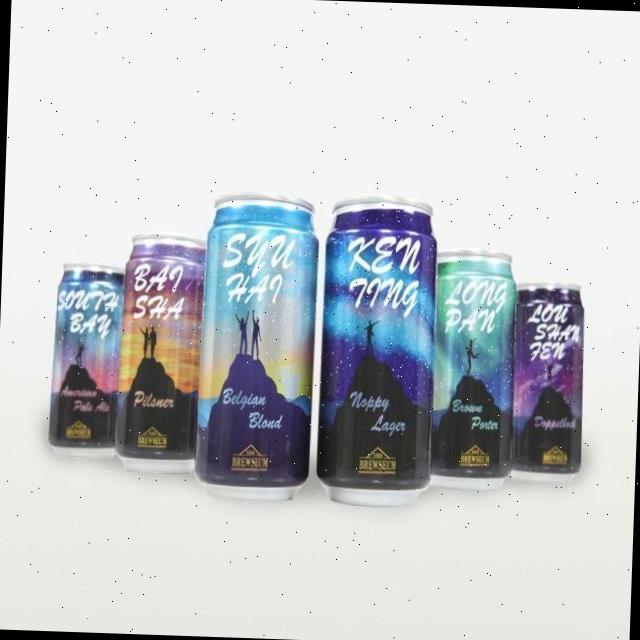 SOUTH
BAY
American
Pale Ale
BREWSEUM
BAI
SHA
Pilsner
BREWSEUM
SYU
HAI
Belgian
Blond
BREWSEUM
KEN
TING
Noppy
Lager
BREWSEUM
LONG
PAN
Brown
Porter
BREWSEUM
LOU
SHAN
FEN
Doppelbock
BREWSEUM